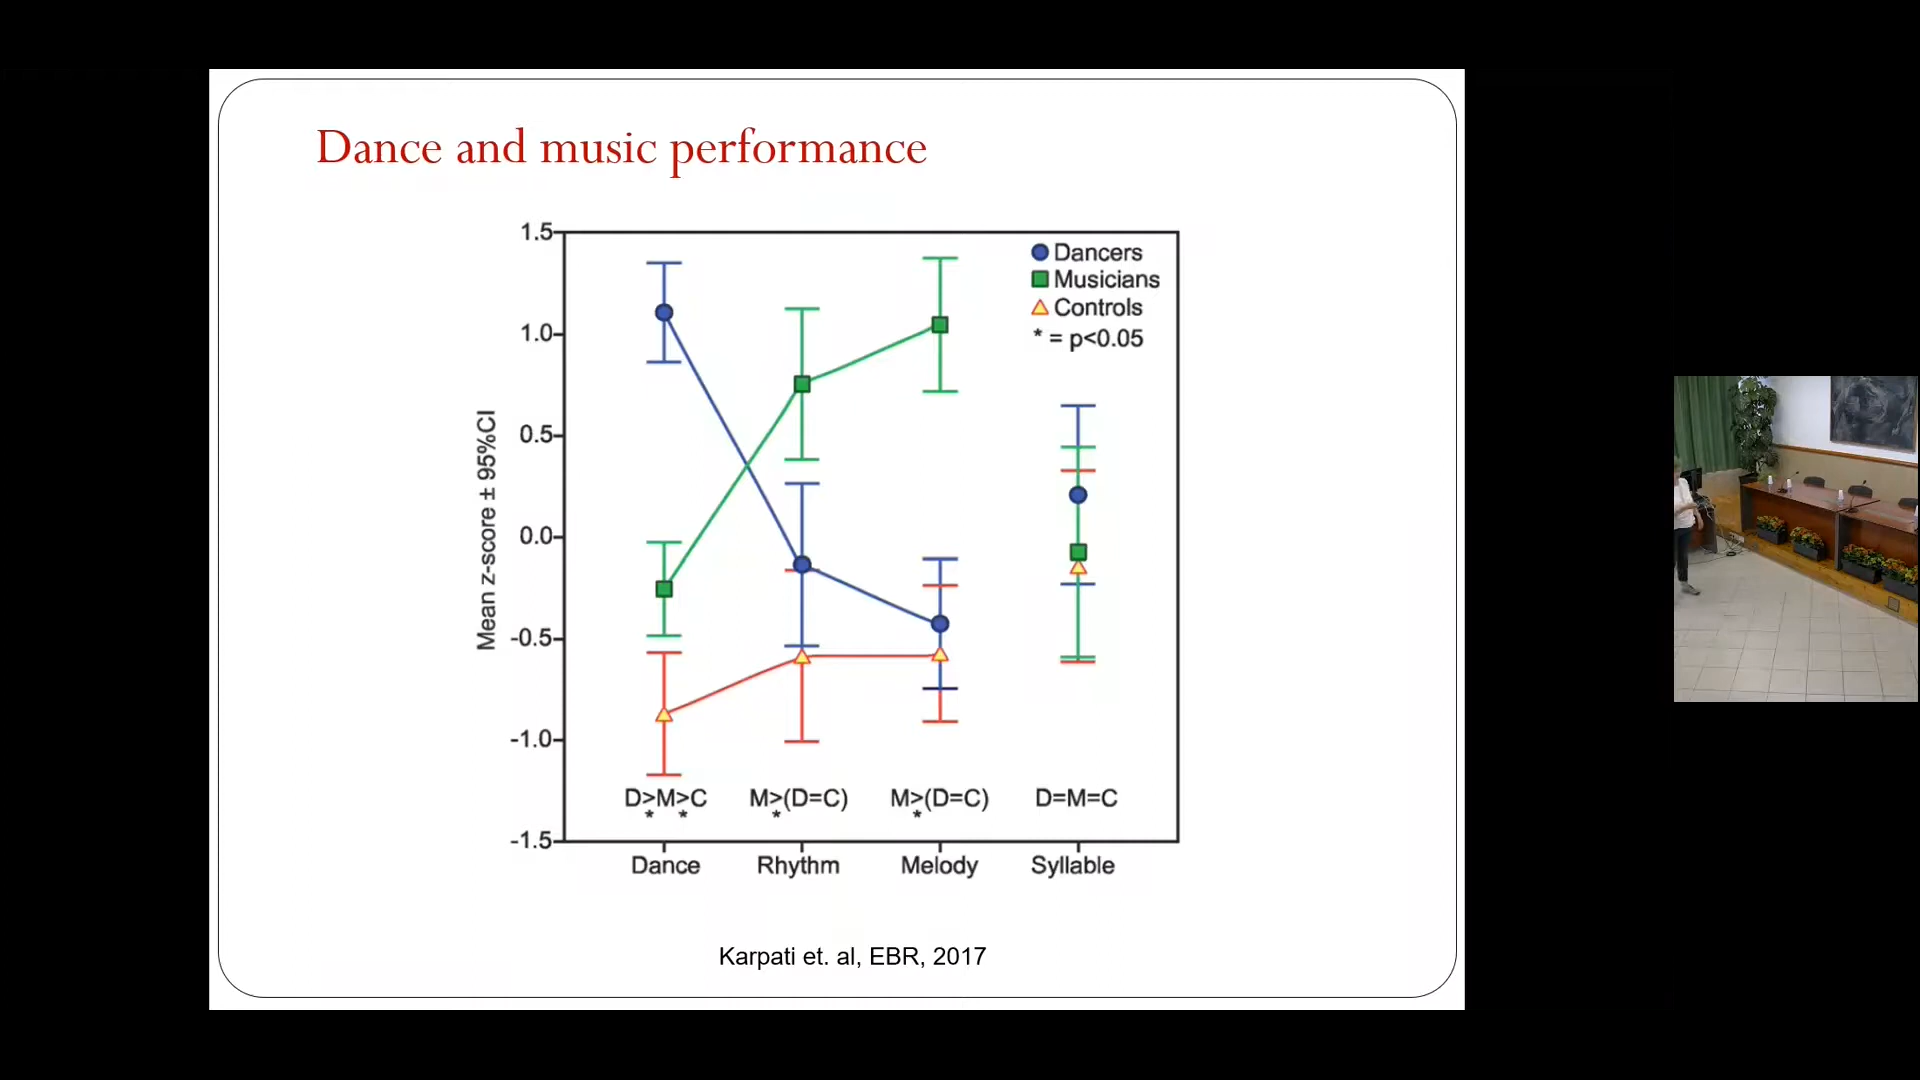 Dance and music performance
1.5
1.0
0.5
0.0
-0.5
-1.0
-1.5
Mean z-score ± 95%CI
Dancers
Musicians
Controls
* = p<0.05
D>M>C
* *
M>(D=C)
*
M>(D=C)
*
D=M=C
Dance
Rhythm
Melody
Syllable
Karpati et. al, EBR, 2017